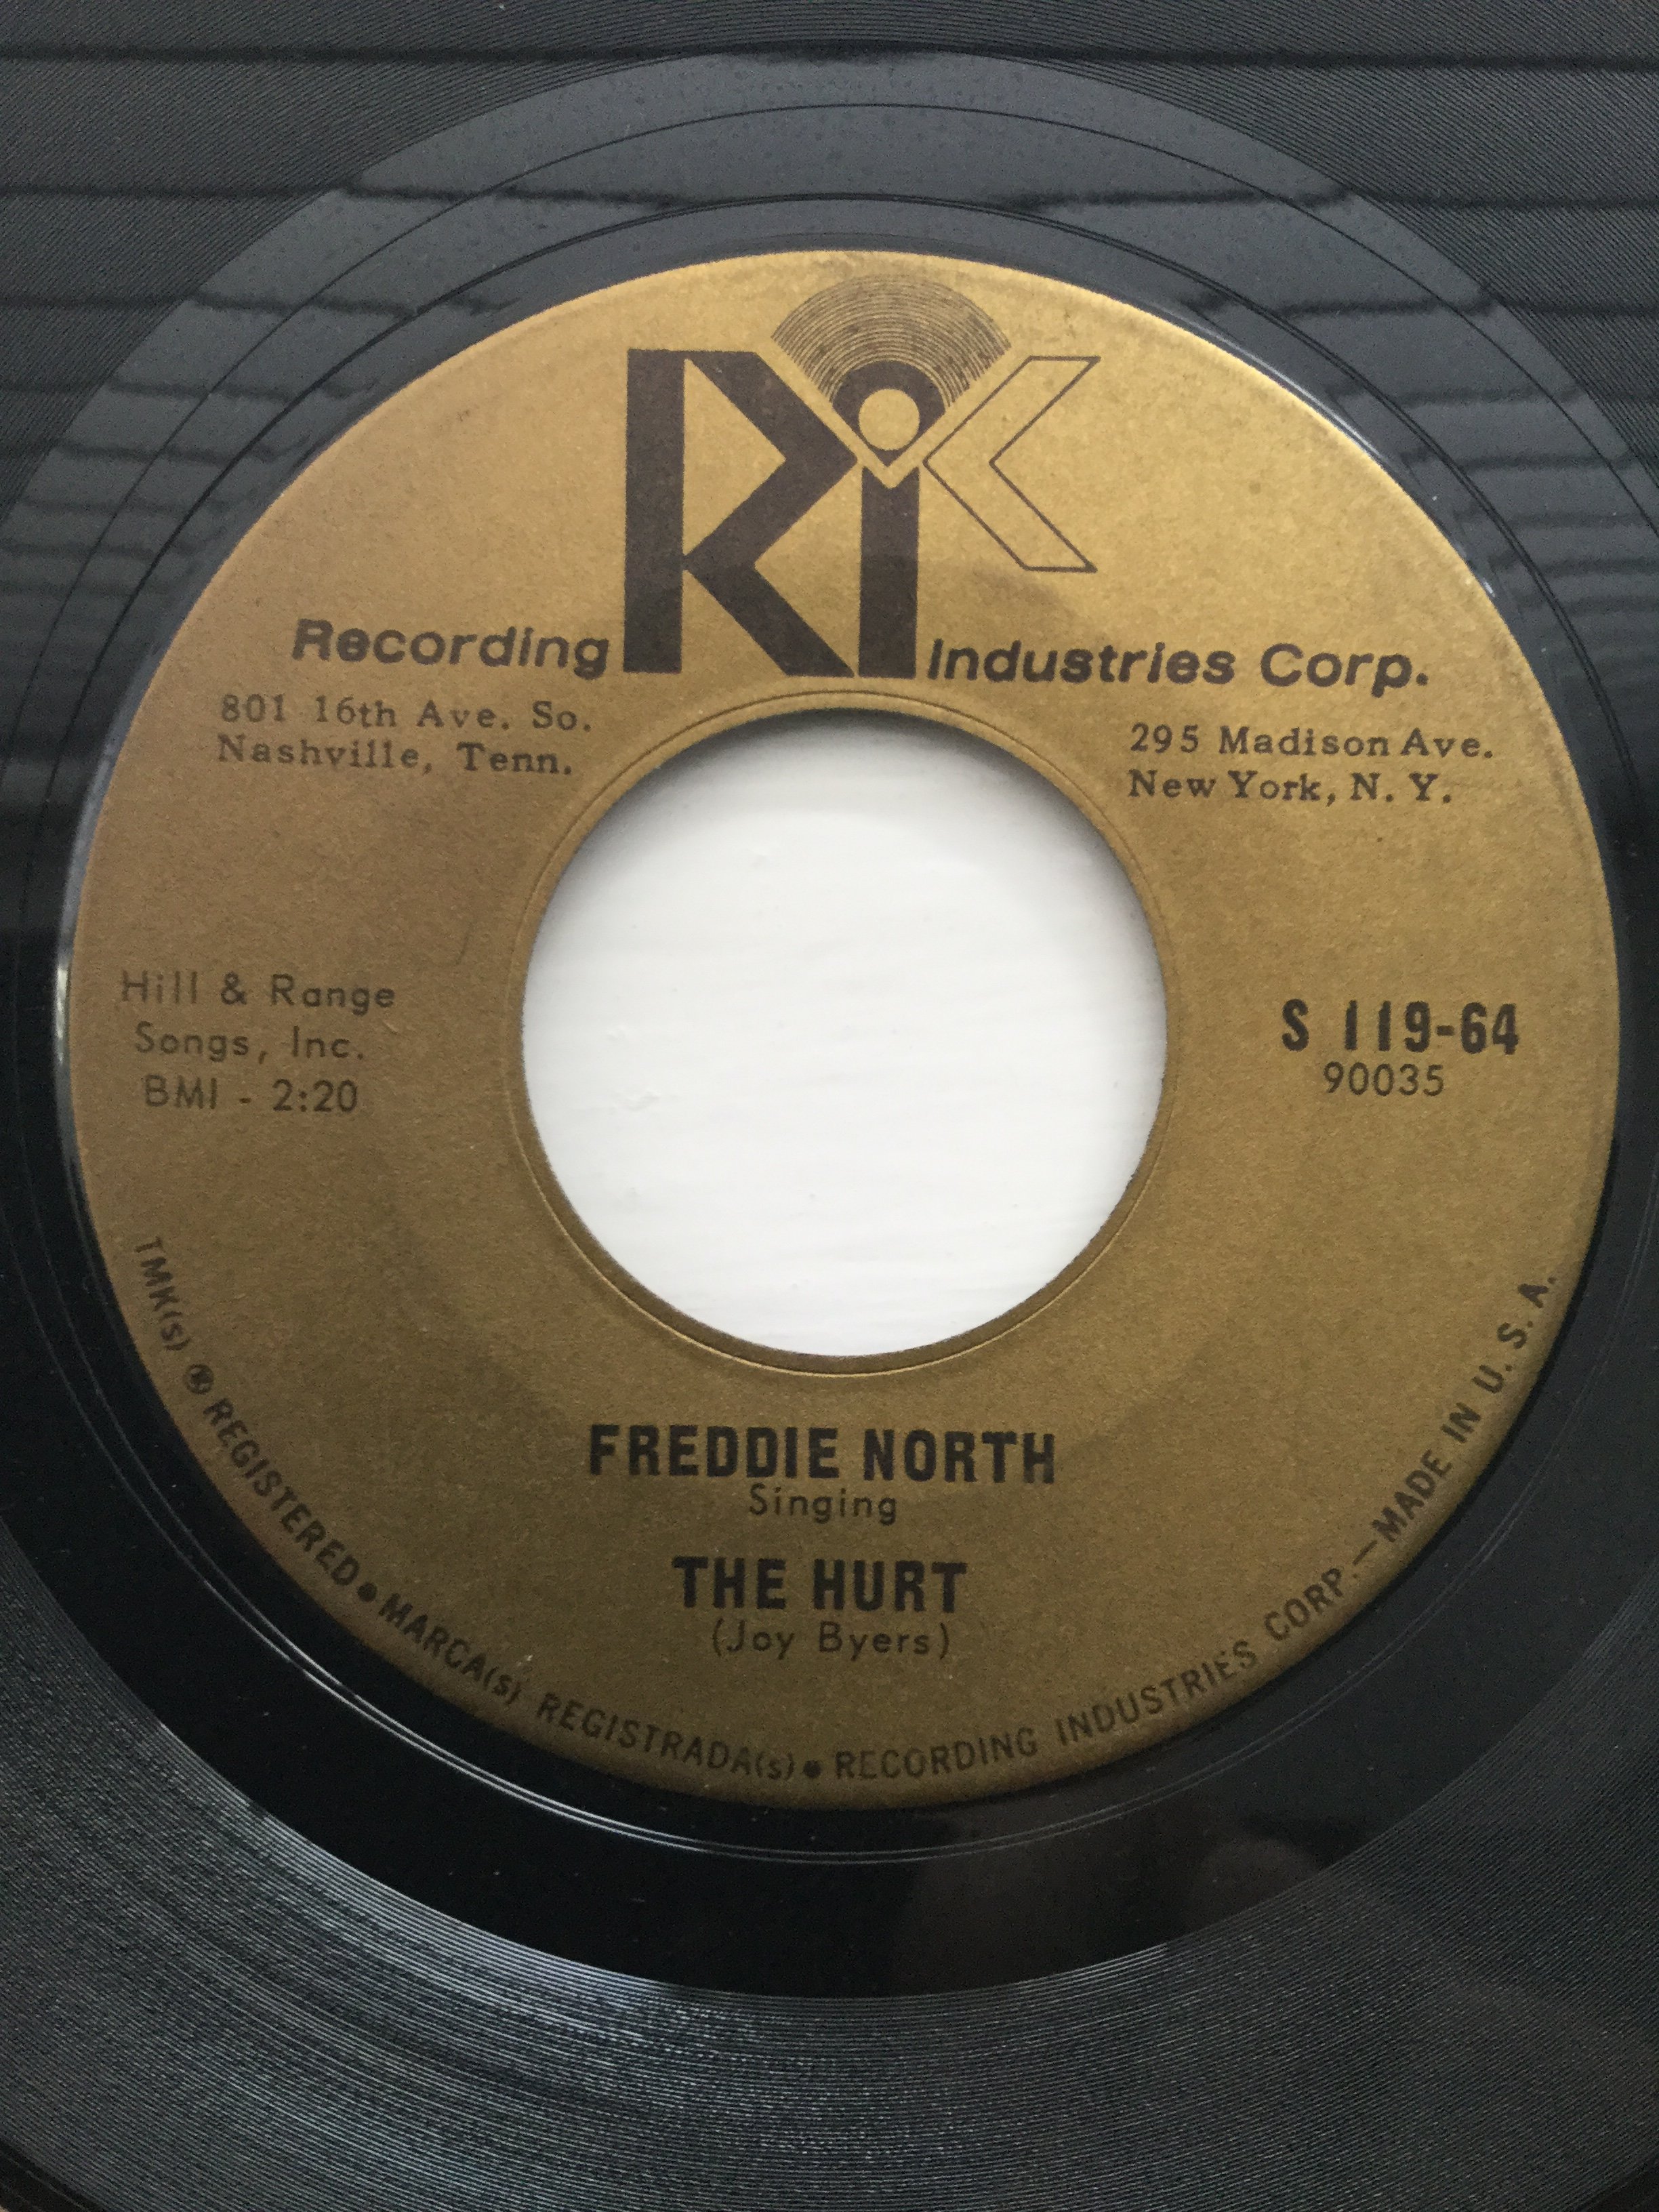 RIC
Recording Industries Corp.
801 16th Ave. So.
Nashville, Tenn.
295 Madison Ave.
New York, N. Y.
Hill & Range
Songs, Inc.
BMI - 2:20
S 119-64
90035
FREDDIE NORTH
Singing
THE HURT
(Joy Byers)
TMK(s) ® REGISTERED • MARCA(s) REGISTRADA(s) • RECORDING INDUSTRIES CORP.—MADE IN U. S. A.